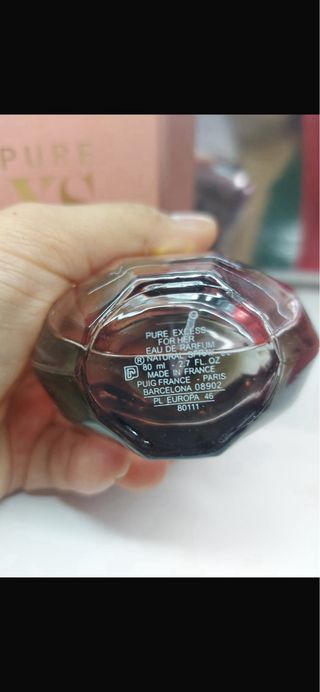 PURE
XS
PURE EXCESS
FOR HER
EAU DE PARFUM
® NATURAL SPRAY
80 ml - 2.7 FL. OZ
MADE IN FRANCE
PUIG FRANCE - PARIS
BARCELONA 08902
PL EUROPA 46
80111